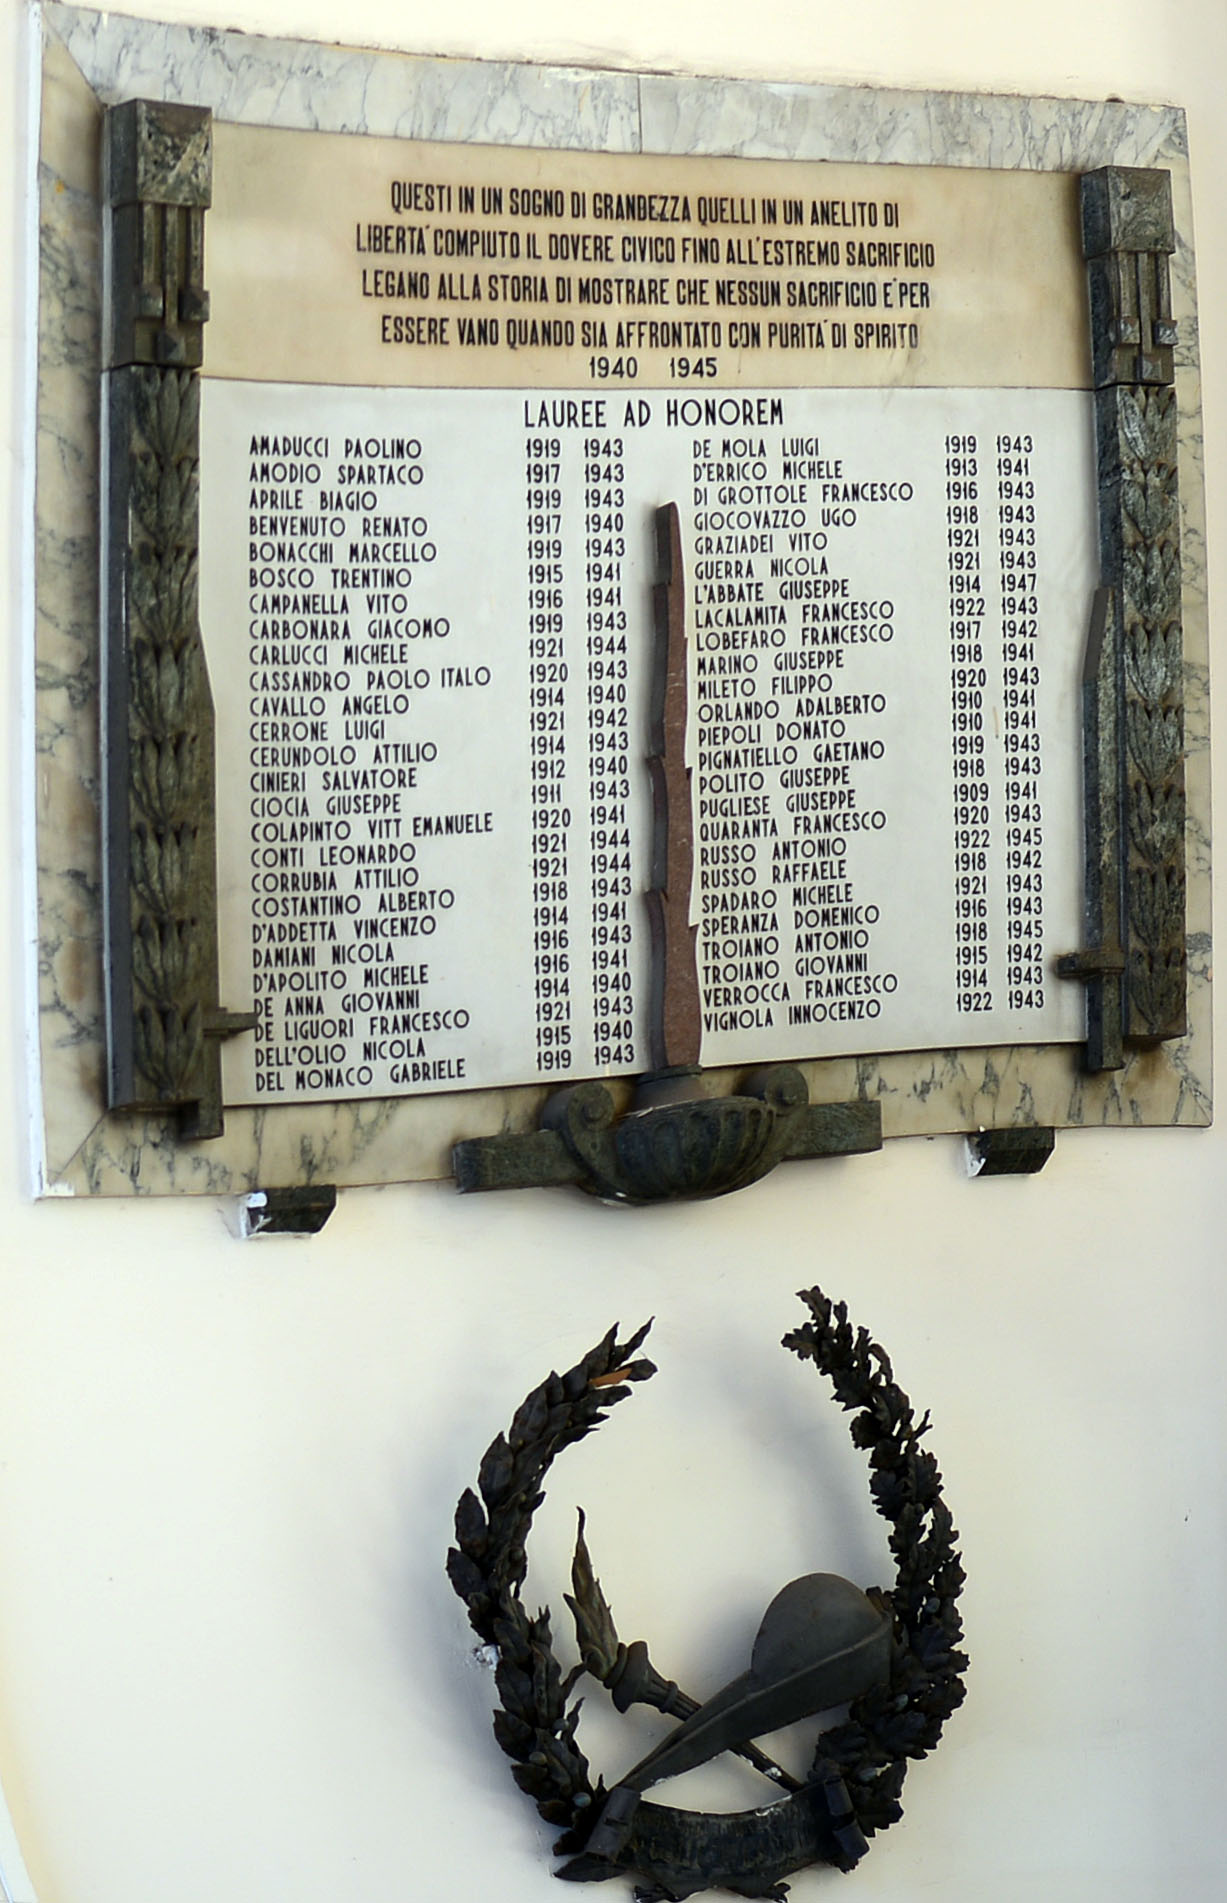 QUESTI IN UN SOGNO DI GRANDEZZA QUELLI IN UN ANELITO DI
LIBERTA' COMPIUTO IL DOVERE CIVICO FINO ALL'ESTREMO SACRIFICIO
LEGANO ALLA STORIA DI MOSTRARE CHE NESSUN SACRIFICIO E' PER
ESSERE VANO QUANDO SIA AFFRONTATO CON PURITA' DI SPIRITO
1940 1945
LAUREE AD HONOREM
AMADUCCI PAOLINO 1919 1943
AMODIO SPARTACO 1917 1943
APRILE BIAGIO 1919 1943
BENVENUTO RENATO 1917 1940
BONACCHI MARCELLO 1919 1943
BOSCO TRENTINO 1915 1941
CAMPANELLA VITO 1916 1941
CARBONARA GIACOMO 1919 1943
CARLUCCI MICHELE 1921 1944
CASSANDRO PAOLO ITALO 1920 1943
CAVALLO ANGELO 1914 1940
CERRONE LUIGI 1921 1942
CERUNDOLO ATTILIO 1914 1943
CINIERI SALVATORE 1912 1940
CIOCIA GIUSEPPE 1911 1943
COLAPINTO VITT EMANUELE 1920 1941
CONTI LEONARDO 1921 1944
CORRUBIA ATTILIO 1921 1944
COSTANTINO ALBERTO 1918 1943
D'ADDETTA VINCENZO 1914 1941
DAMIANI NICOLA 1916 1943
D'APOLITO MICHELE 1916 1941
DE ANNA GIOVANNI 1914 1940
DE LIGUORI FRANCESCO 1921 1943
DELL'OLIO NICOLA 1915 1940
DEL MONACO GABRIELE 1919 1943
DE MOLA LUIGI 1919 1943
D'ERRICO MICHELE 1913 1941
DI GROTTOLE FRANCESCO 1916 1943
GIOCOVAZZO UGO 1918 1943
GRAZIADEI VITO 1921 1943
GUERRA NICOLA 1921 1943
L'ABBATE GIUSEPPE 1914 1947
LACALAMITA FRANCESCO 1922 1943
LOBEFARO FRANCESCO 1917 1942
MARINO GIUSEPPE 1918 1941
MILETO FILIPPO 1920 1943
ORLANDO ADALBERTO 1910 1941
PIEPOLI DONATO 1910 1941
PIGNATIELLO GAETANO 1919 1943
POLITO GIUSEPPE 1918 1943
PUGLIESE GIUSEPPE 1909 1941
QUARANTA FRANCESCO 1920 1943
RUSSO ANTONIO 1922 1945
RUSSO RAFFAELE 1918 1942
SPADARO MICHELE 1921 1943
SPERANZA DOMENICO 1916 1943
TROIANO ANTONIO 1918 1945
TROIANO GIOVANNI 1915 1942
VERROCCA FRANCESCO 1914 1943
VIGNOLA INNOCENZO 1922 1943